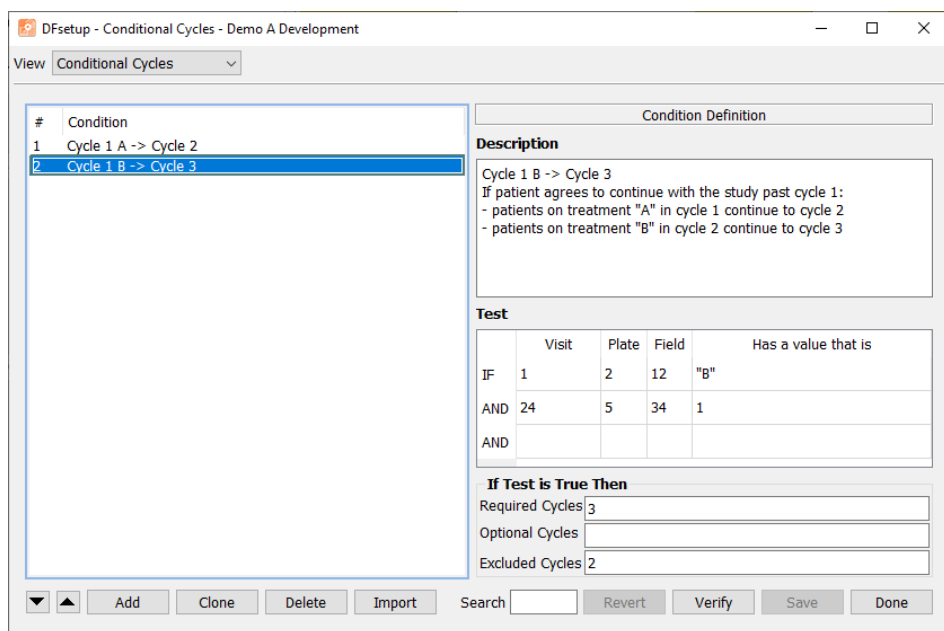 DFsetup - Conditional Cycles - Demo A Development
View Conditional Cycles
# Condition
1 Cycle 1 A -> Cycle 2
2 Cycle 1 B -> Cycle 3
Condition Definition
Description
Cycle 1 B -> Cycle 3
If patient agrees to continue with the study past cycle 1:
- patients on treatment "A" in cycle 1 continue to cycle 2
- patients on treatment "B" in cycle 2 continue to cycle 3
Test
Visit Plate Field Has a value that is
IF 1 2 12 "B"
AND 24 5 34 1
AND
If Test is True Then
Required Cycles 3
Optional Cycles
Excluded Cycles 2
Add Clone Delete Import Search Revert Verify Save Done